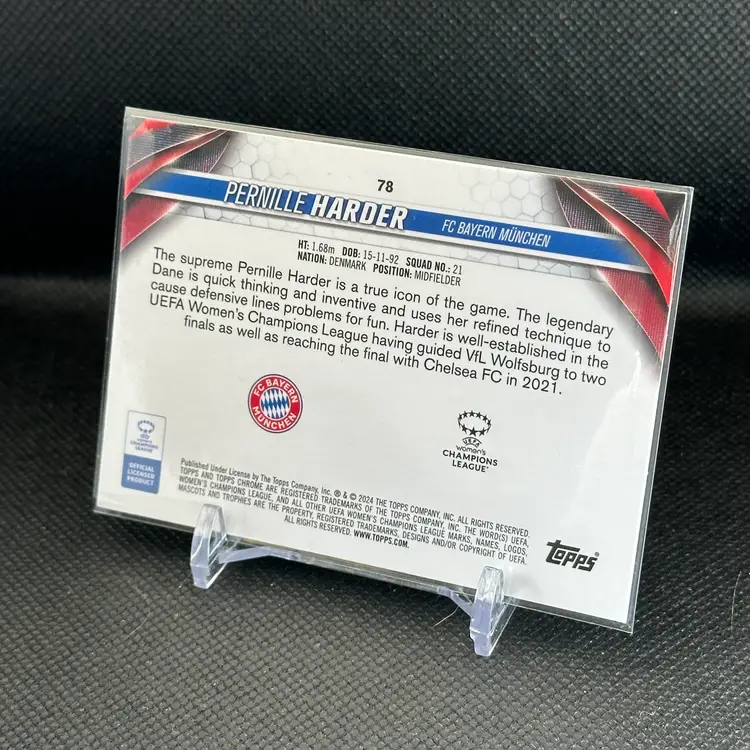 78
PERNILLE HARDER
FC BAYERN MÜNCHEN
HT: 1.68m DOB: 15-11-92 SQUAD NO.: 21
NATION: DENMARK POSITION: MIDFIELDER
The supreme Pernille Harder is a true icon of the game. The legendary
Dane is quick thinking and inventive and uses her refined technique to
cause defensive lines problems for fun. Harder is well-established in the
UEFA Women's Champions League having guided VfL Wolfsburg to two
finals as well as reaching the final with Chelsea FC in 2021.
FC BAYERN
MÜNCHEN
UEFA
women's
CHAMPIONS
LEAGUE
women's
CHAMPIONS
LEAGUE
OFFICIAL
LICENSED
PRODUCT
Published Under License by The Topps Company, Inc. ® & © 2024 THE TOPPS COMPANY, INC. ALL RIGHTS RESERVED.
TOPPS AND TOPPS CHROME ARE REGISTERED TRADEMARKS OF THE TOPPS COMPANY, INC. THE WORD(S) UEFA,
WOMEN'S CHAMPIONS LEAGUE, AND ALL OTHER UEFA WOMEN'S CHAMPIONS LEAGUE MARKS, NAMES, LOGOS,
MASCOTS AND TROPHIES ARE THE PROPERTY, REGISTERED TRADEMARKS, DESIGNS AND/OR COPYRIGHT OF UEFA.
ALL RIGHTS RESERVED. WWW.TOPPS.COM.
topps®